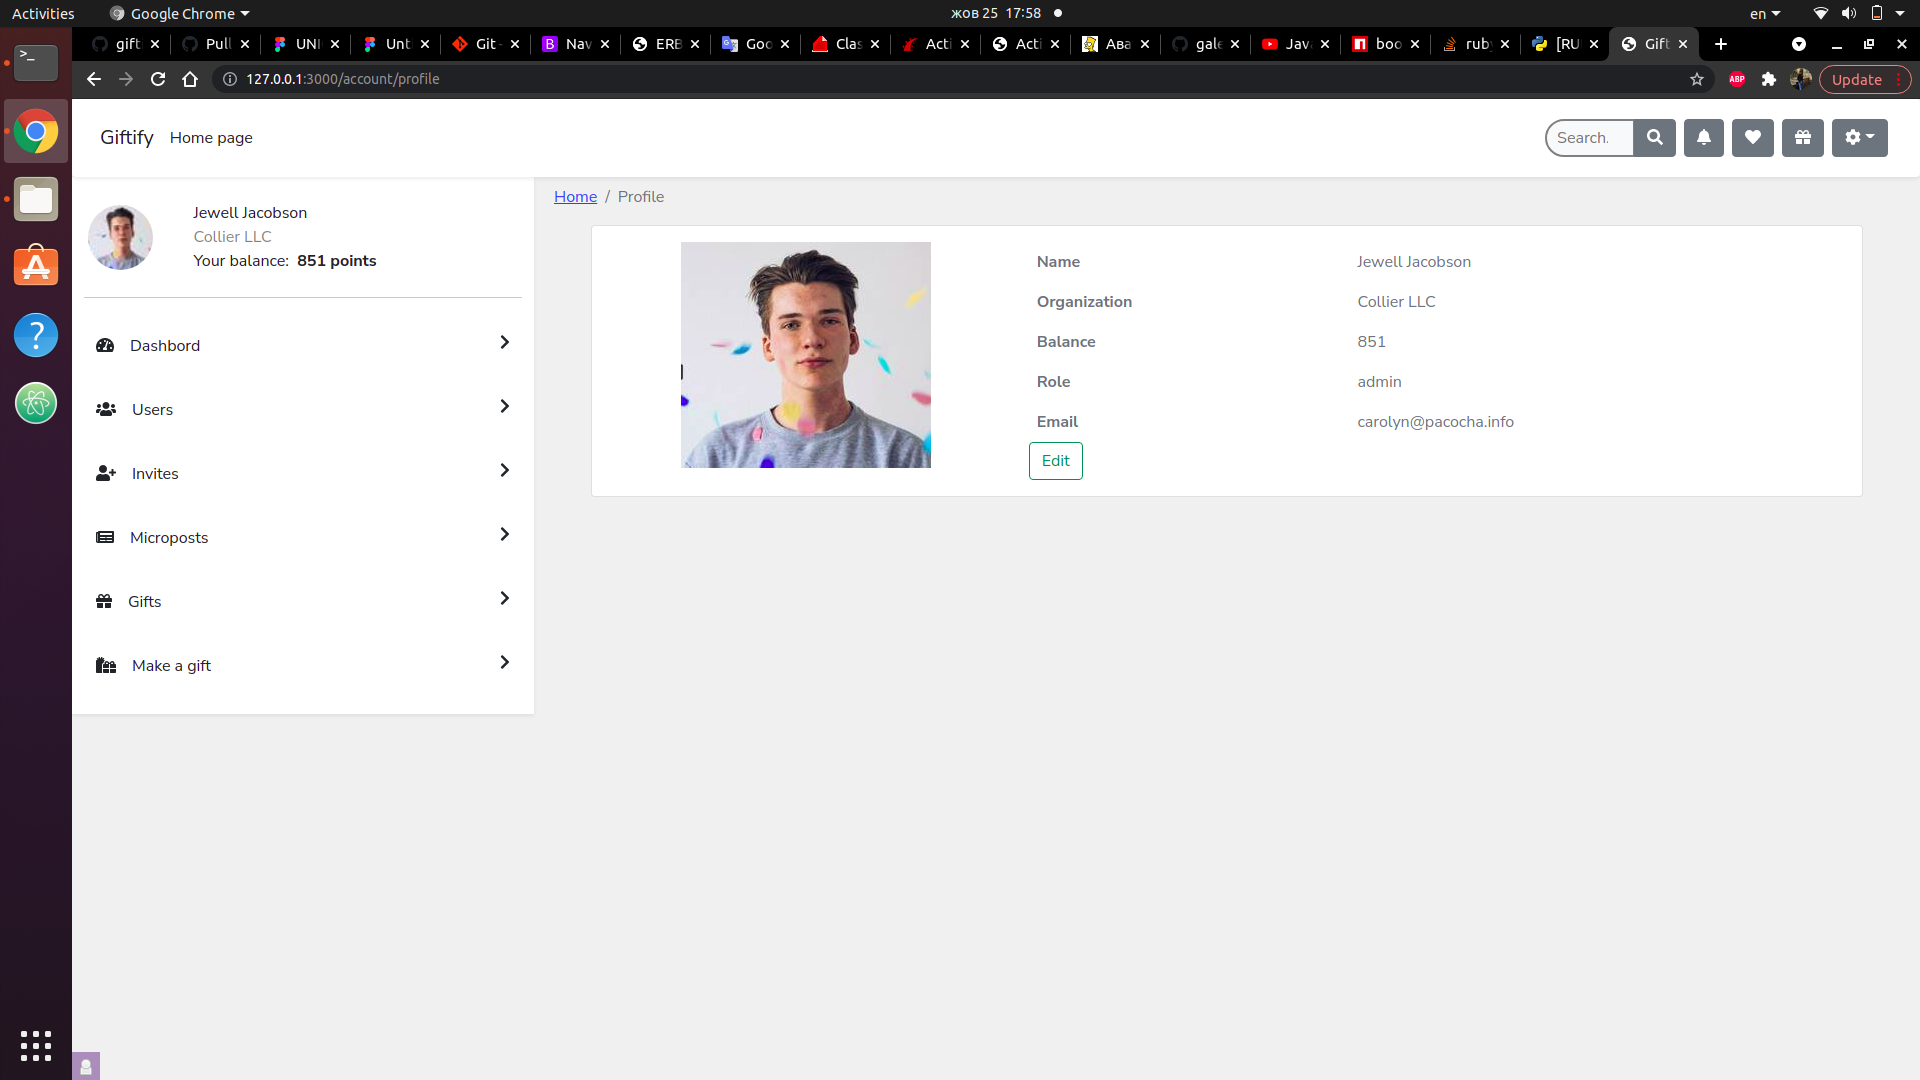 Activities
Google Chrome
жов 25 17:58
en
gift
Pull
UNI
Unt
Git -
B
Nav
ERB
Goo
Clas
Acti
Acti
Ава
gale
Java
boo
ruby
[RU
Gift
127.0.0.1:3000/account/profile
ABP
Update
Giftify
Home page
Search.
Jewell Jacobson
Collier LLC
Your balance: 851 points
Dashbord
Users
Invites
Microposts
Gifts
Make a gift
Home / Profile
Name Jewell Jacobson
Organization Collier LLC
Balance 851
Role admin
Email carolyn@pacocha.info
Edit